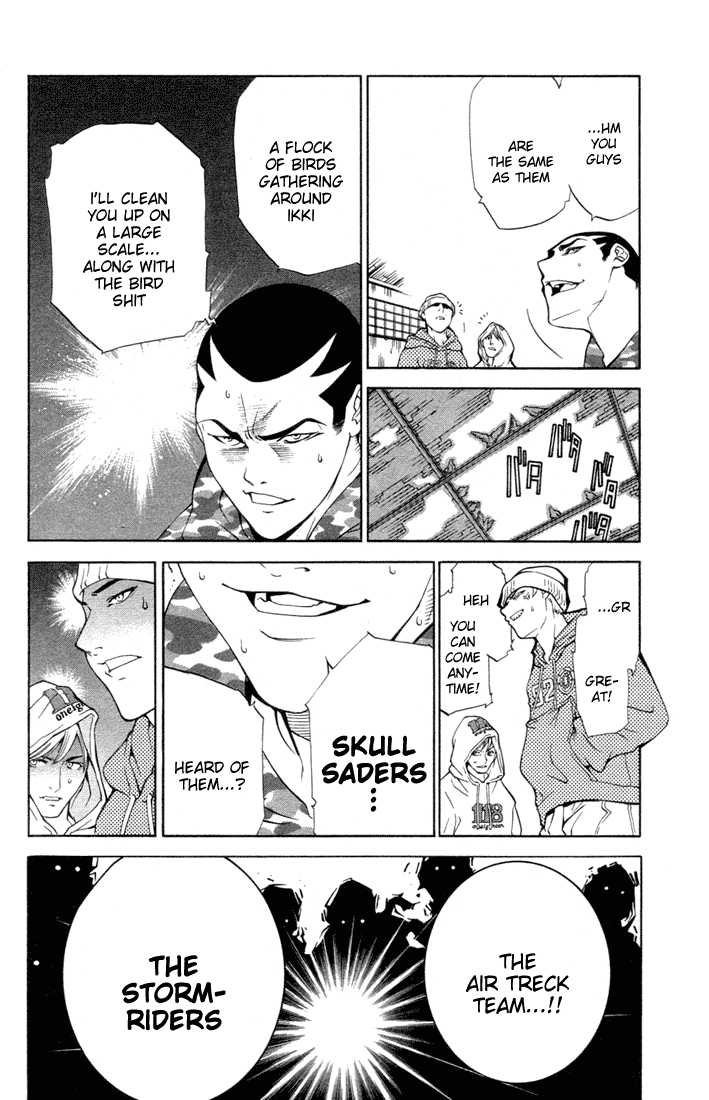 ...HM
YOU
GUYS
ARE
THE SAME
AS THEM
A FLOCK
OF BIRDS
GATHERING
AROUND
IKKI
I'LL CLEAN
YOU UP ON
A LARGE
SCALE...
ALONG WITH
THE BIRD
SHIT
バタ
バタ
バタ
...GR
GRE-
AT!
HEH
YOU
CAN
COME
ANY-
TIME!
118
SKULL
SADERS
...
HEARD OF
THEM...?
THE
AIR TRECK
TEAM...!!
THE
STORM-
RIDERS